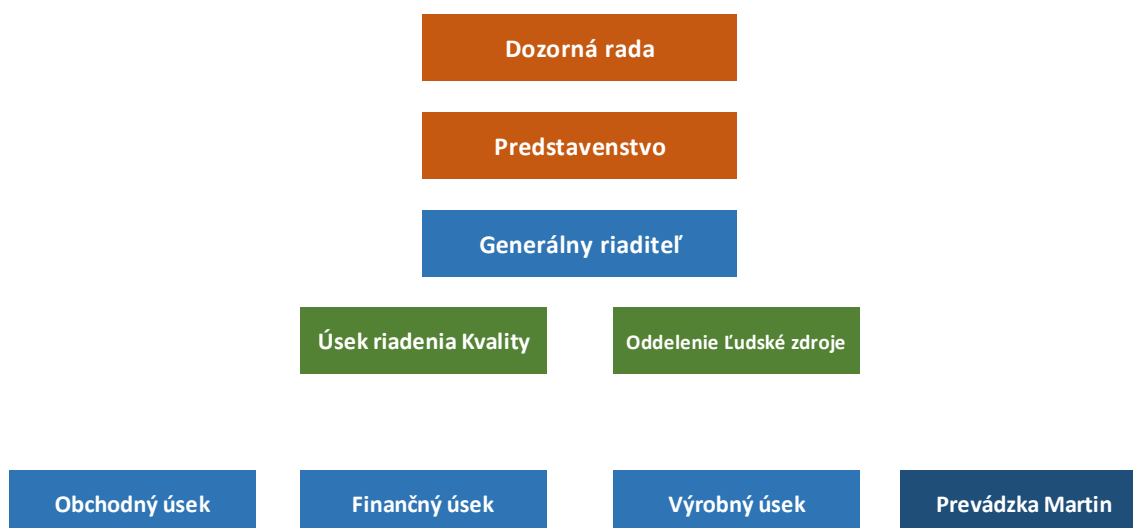 Dozorná rada
Predstavenstvo
Generálny riaditeľ
Úsek riadenia Kvality
Oddelenie Ľudské zdroje
Obchodný úsek
Finančný úsek
Výrobný úsek
Prevádzka Martin